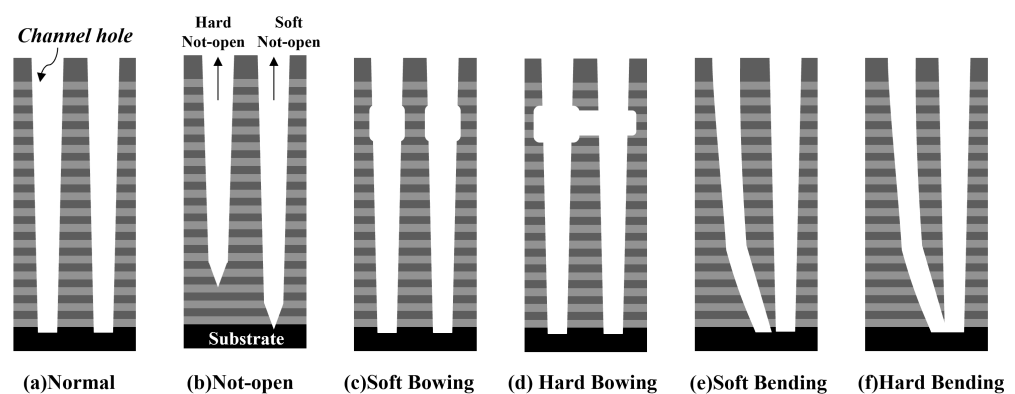 Channel hole
Hard
Not-open
Soft
Not-open
Substrate
(a)Normal
(b)Not-open
(c)Soft Bowing
(d) Hard Bowing
(e)Soft Bending
(f)Hard Bending